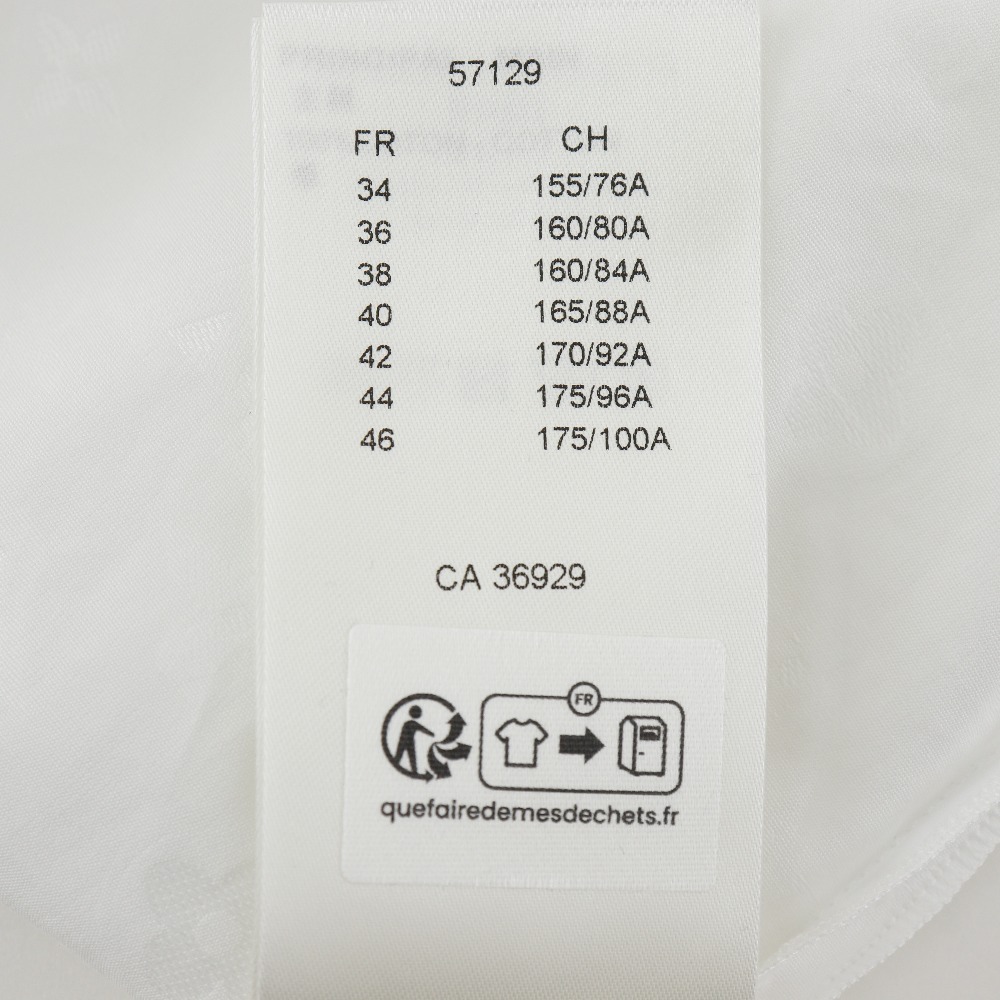 57129
FR CH
34 155/76A
36 160/80A
38 160/84A
40 165/88A
42 170/92A
44 175/96A
46 175/100A
CA 36929
FR
quefairedemesdechets.fr